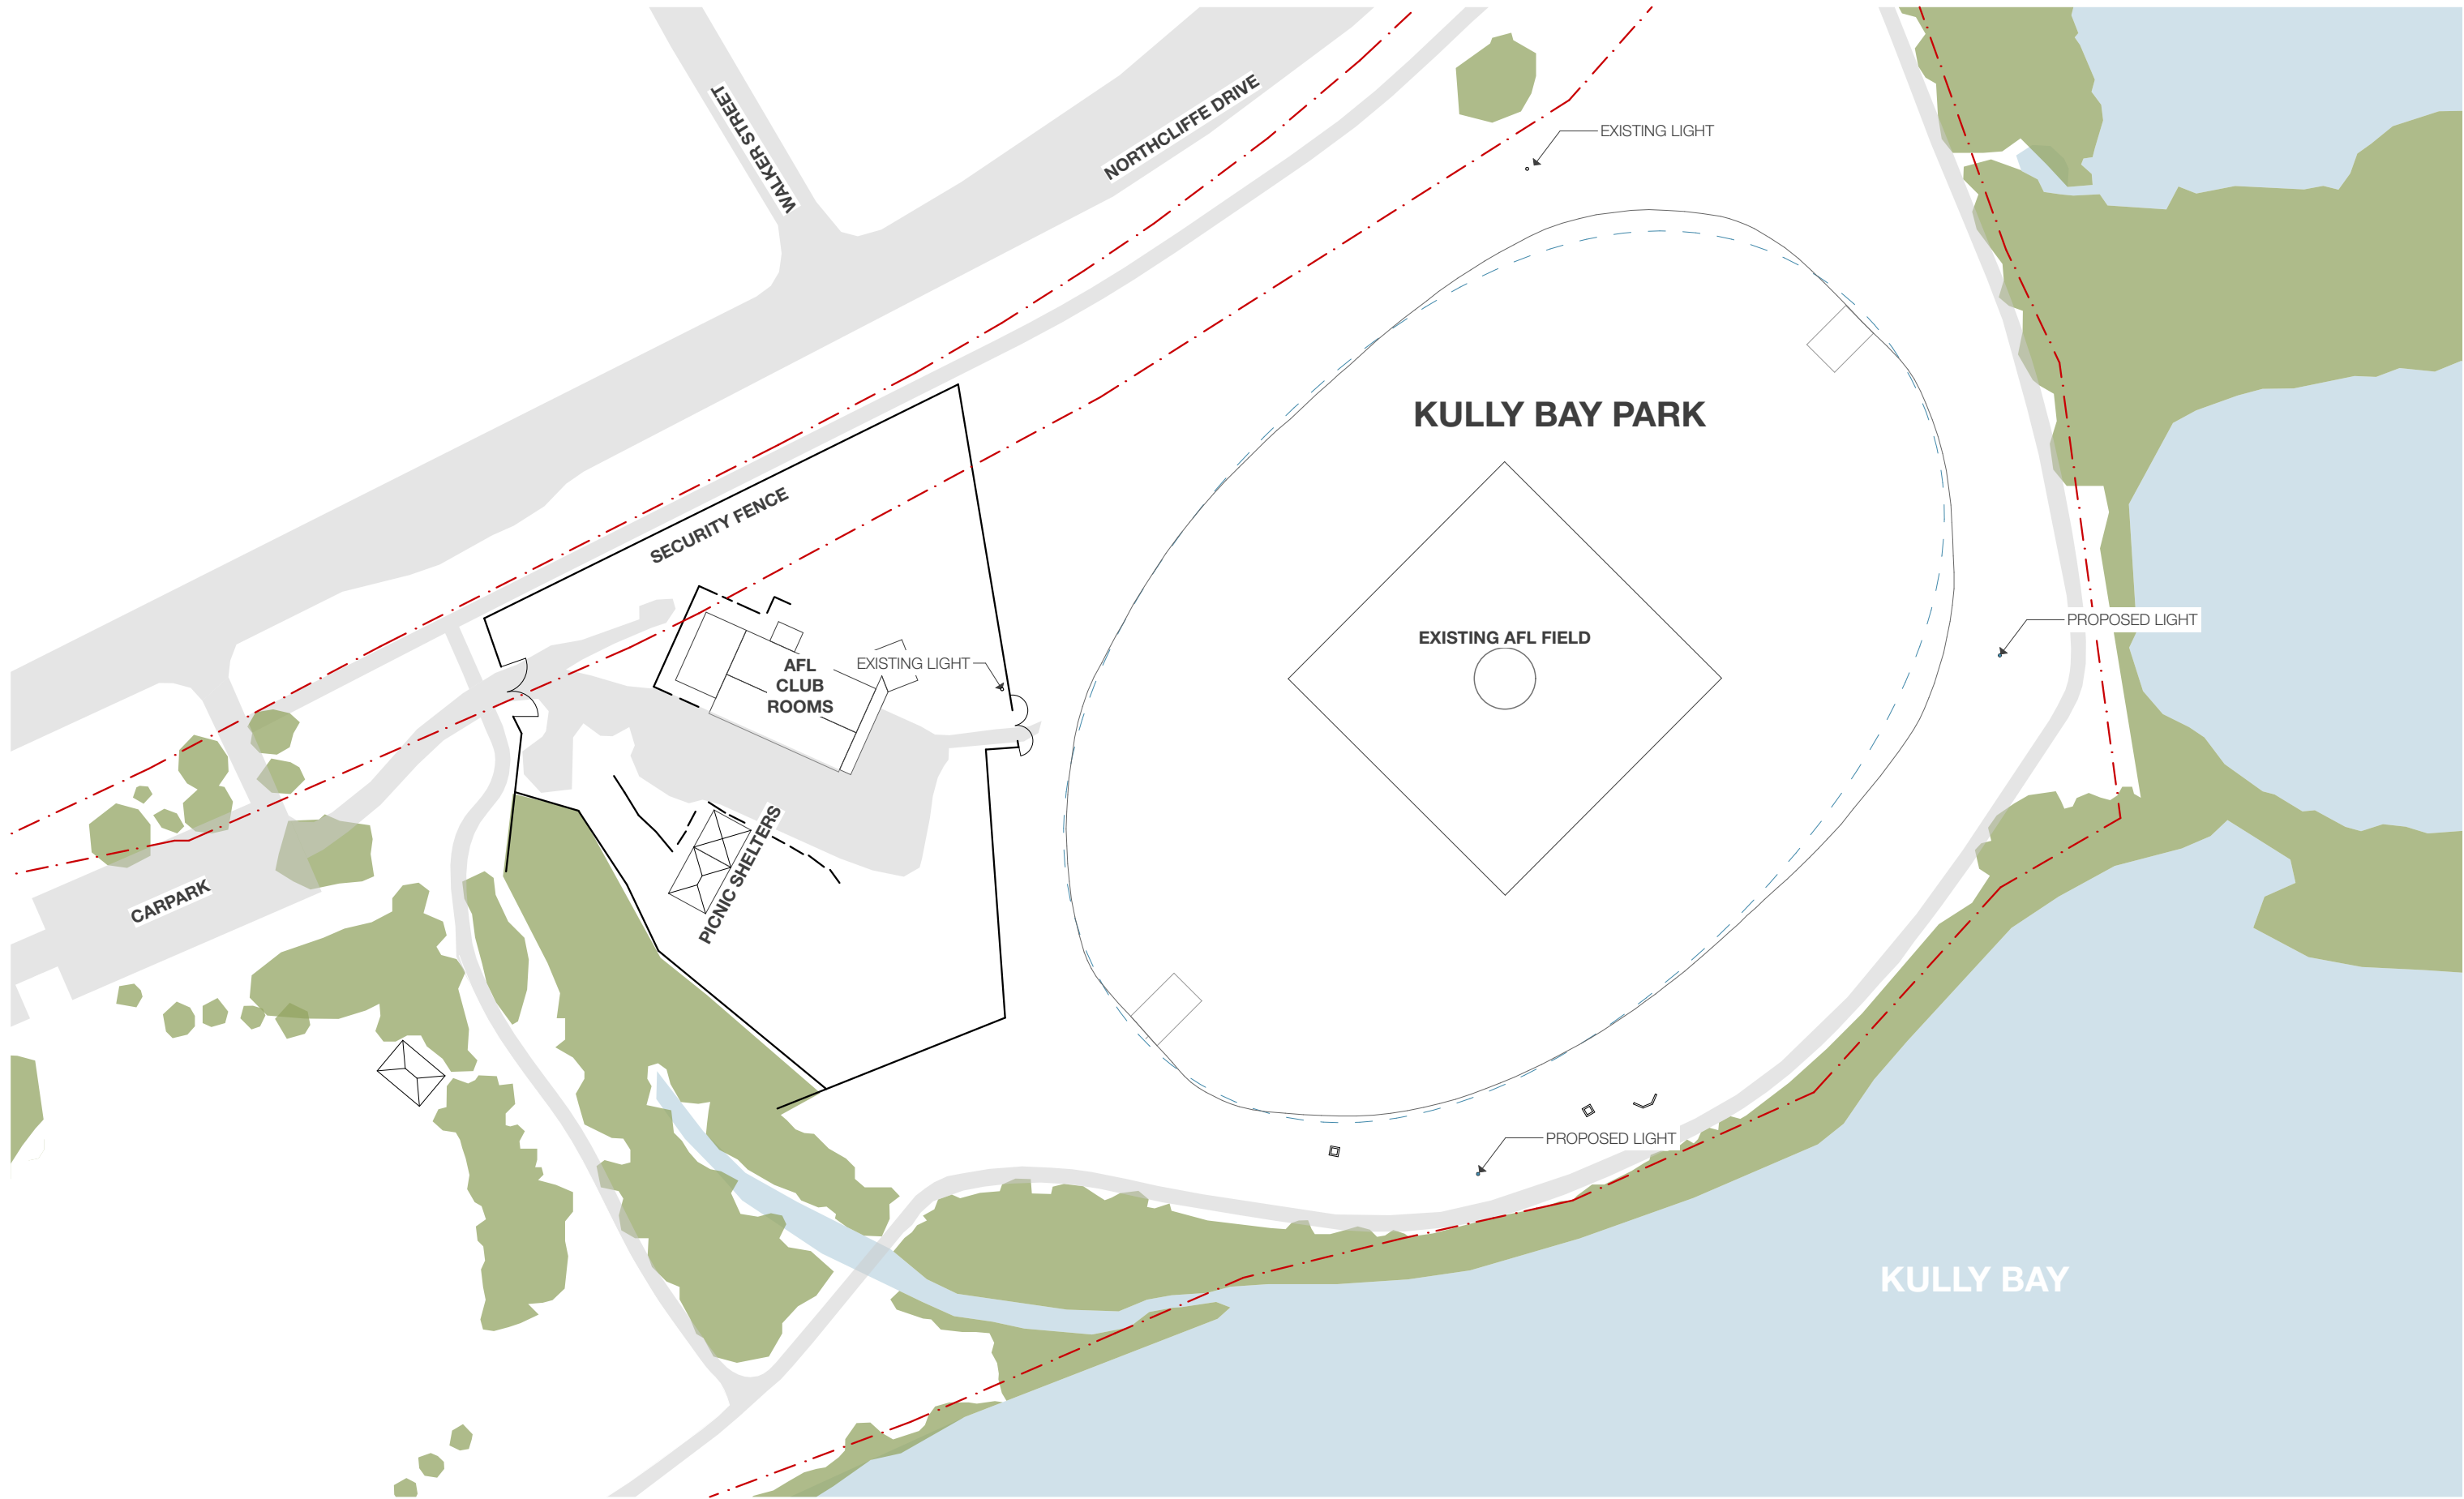 WALKER STREET
NORTHCLIFFE DRIVE
EXISTING LIGHT
KULLY BAY PARK
SECURITY FENCE
EXISTING AFL FIELD
PROPOSED LIGHT
AFL
CLUB
ROOMS
EXISTING LIGHT
PICNIC SHELTERS
CARPARK
PROPOSED LIGHT
KULLY BAY